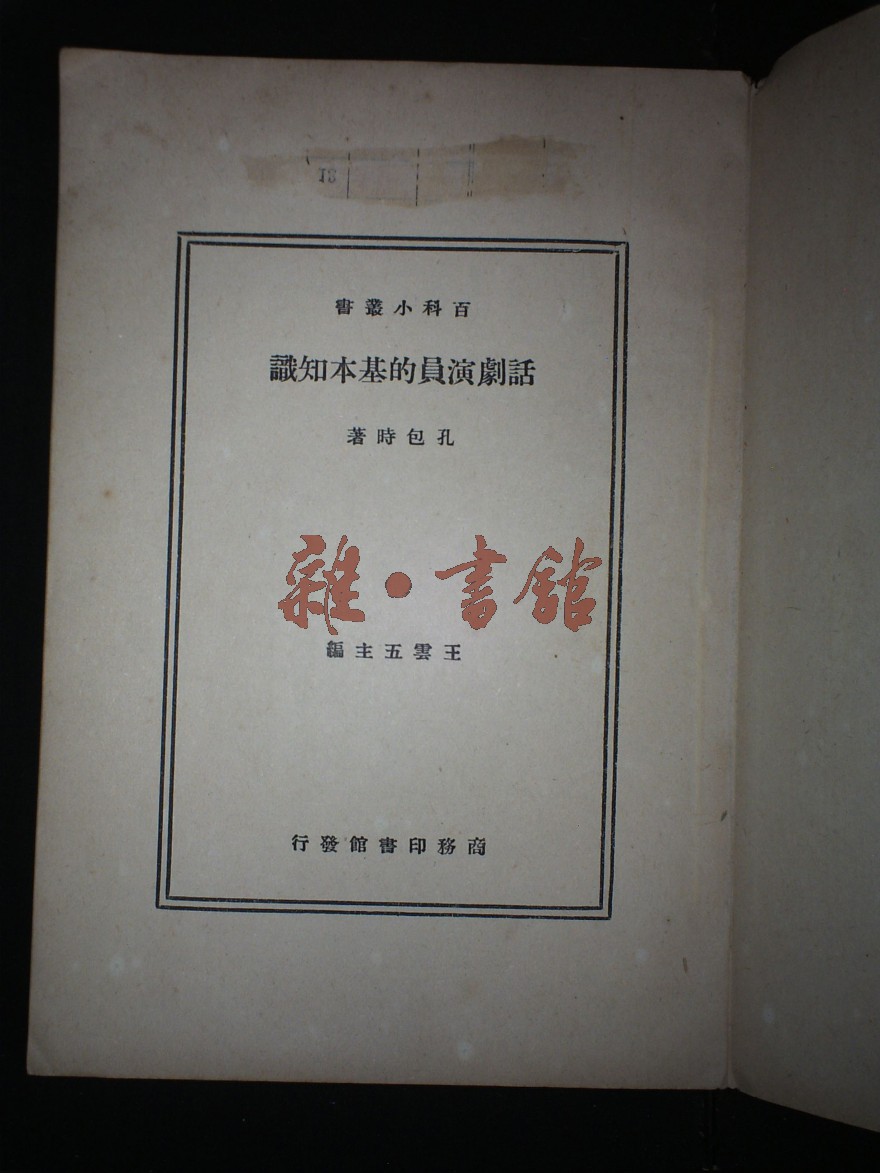 百科小叢書
話劇演員的基本知識
孔包時著
雜・書館
王雲五主編
商務印書館發行